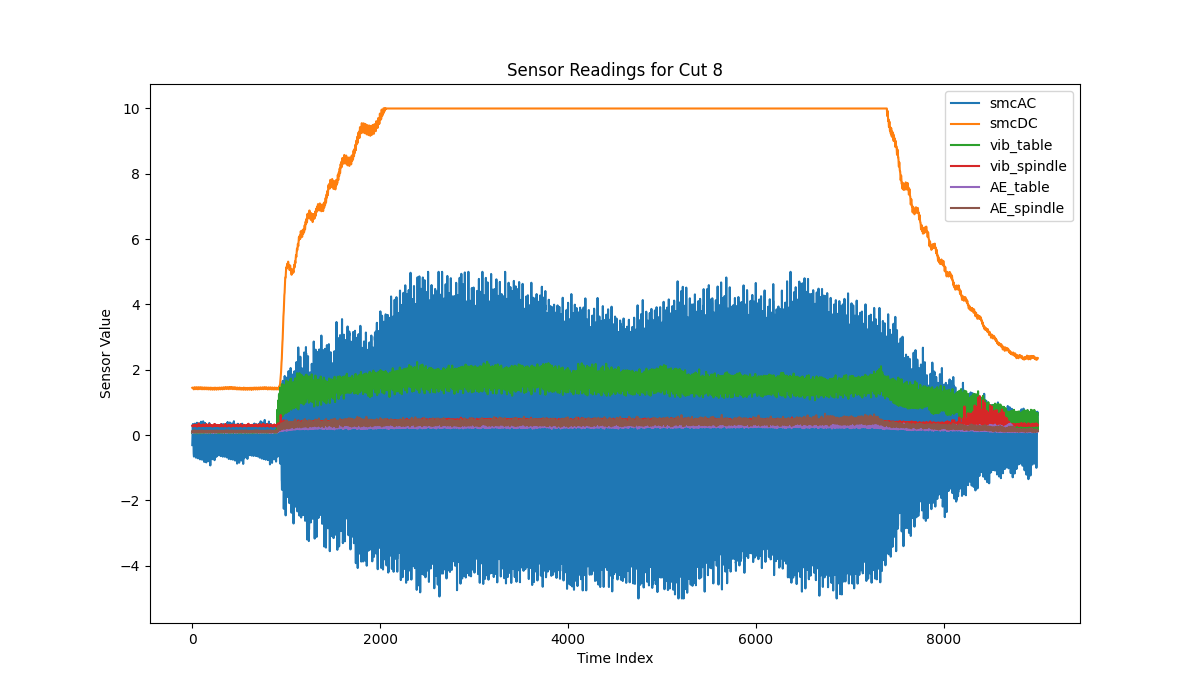 Sensor Readings for Cut 8
10
8
6
4
2
0
−2
−4
Sensor Value
0
2000
4000
6000
8000
Time Index
smcAC
smcDC
vib_table
vib_spindle
AE_table
AE_spindle